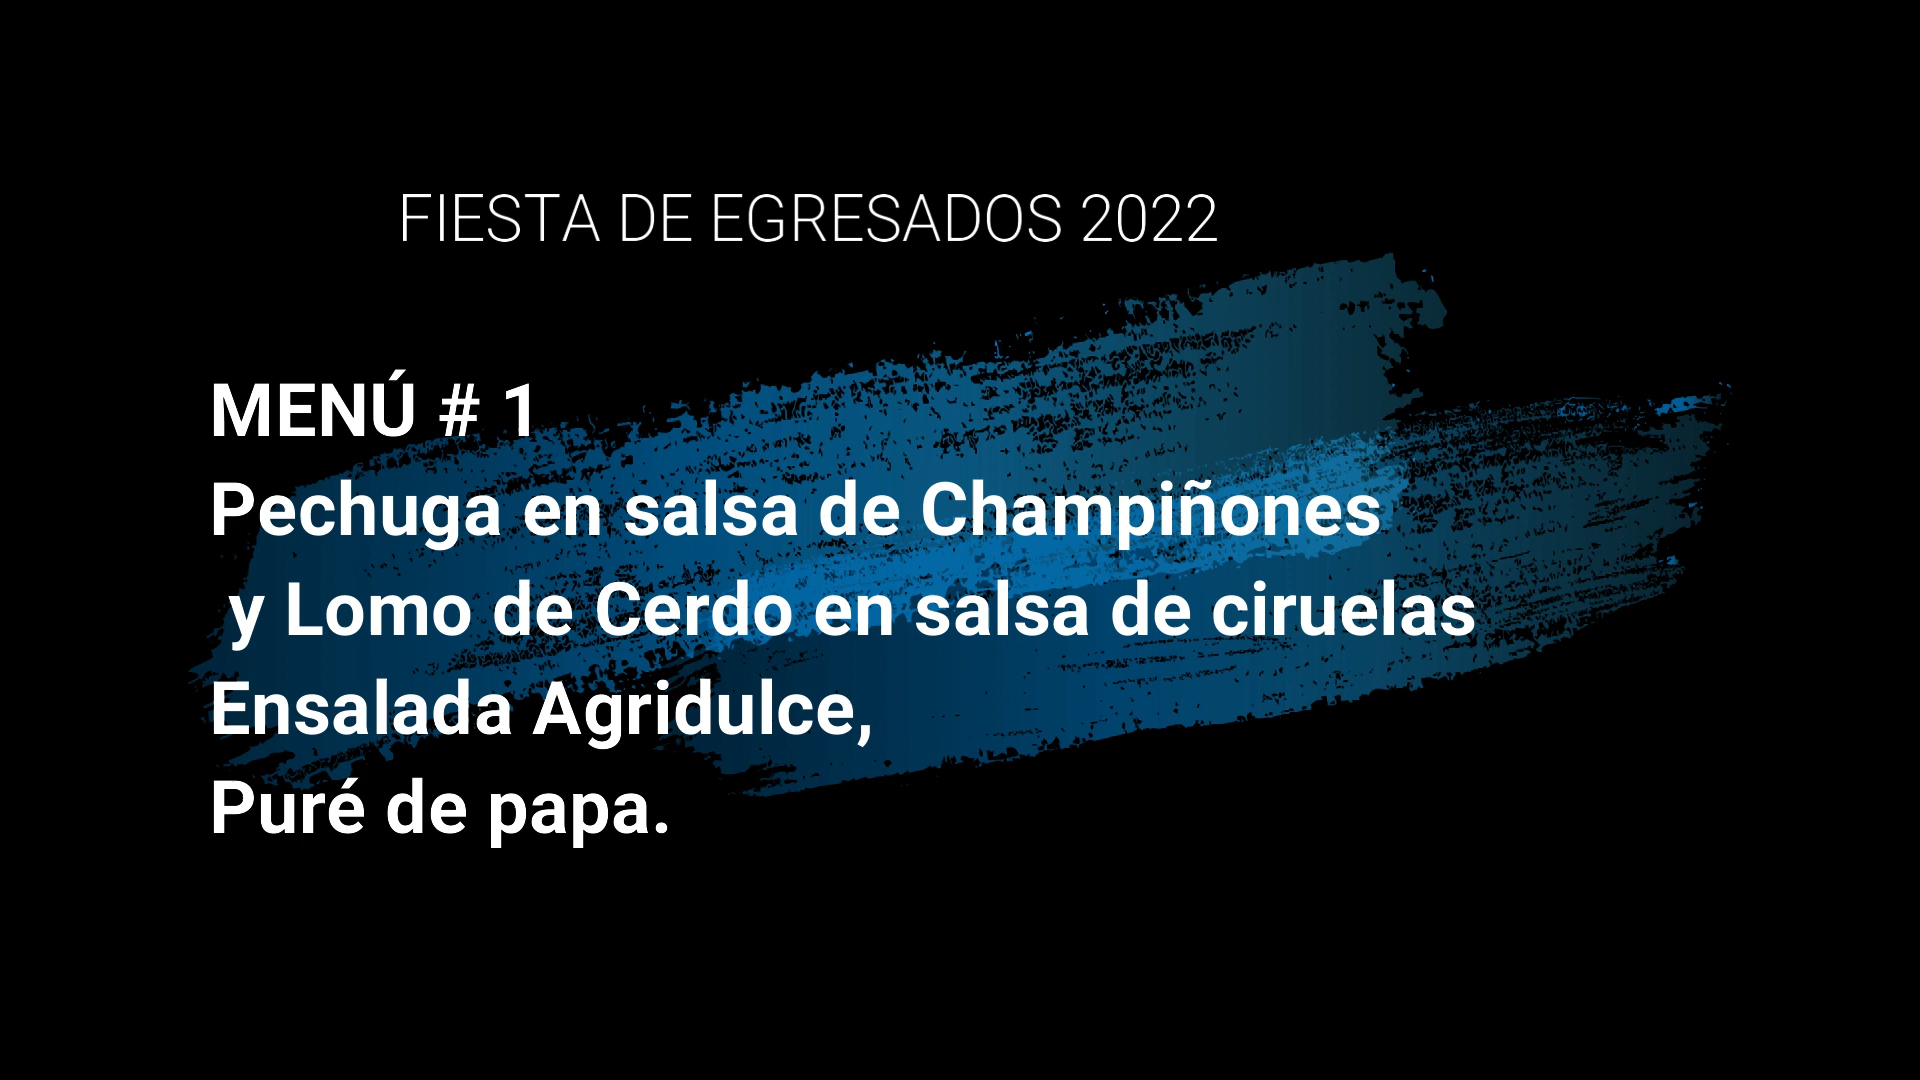 FIESTA DE EGRESADOS 2022
MENÚ # 1
Pechuga en salsa de Champiñones
y Lomo de Cerdo en salsa de ciruelas
Ensalada Agridulce,
Puré de papa.